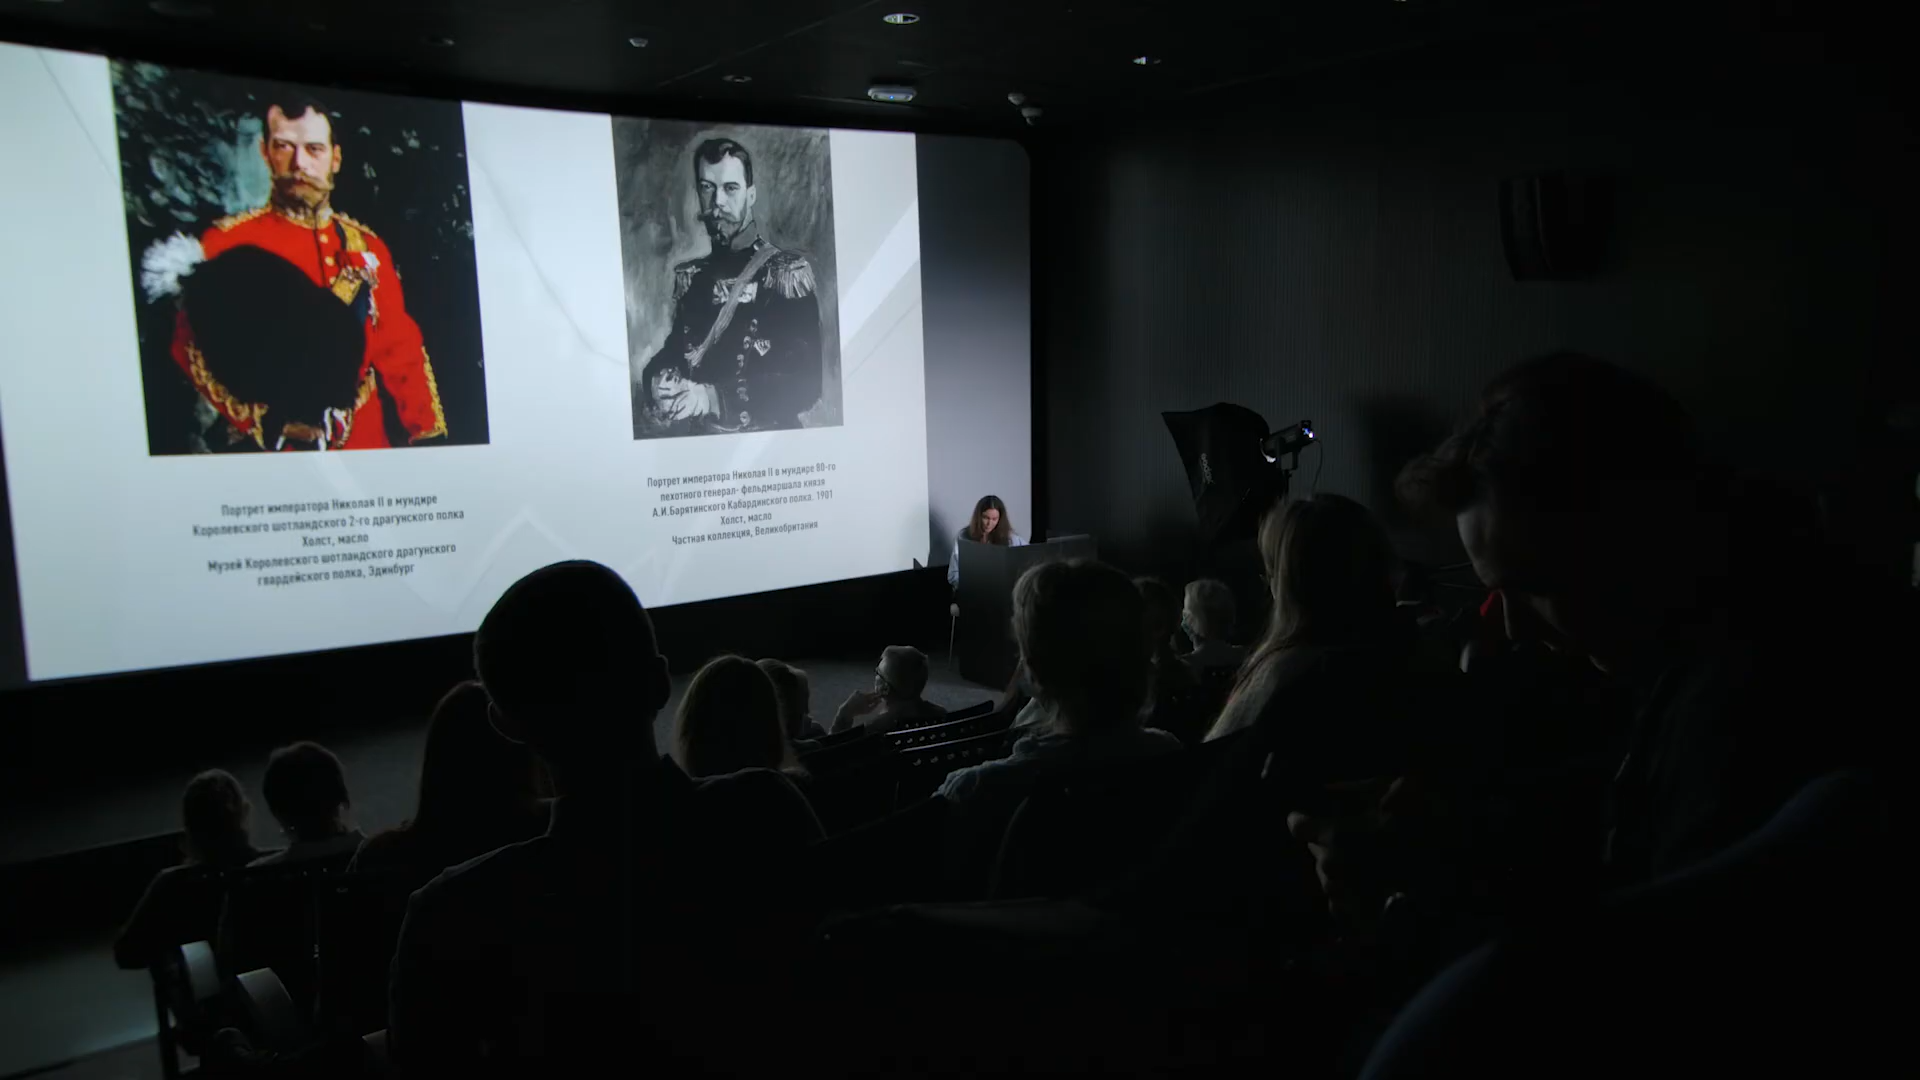 Портрет императора Николая II в мундире
Королевского шотландского 2-го драгунского полка
Холст, масло
Музей Королевского шотландского драгунского
гвардейского полка, Эдинбург
Портрет императора Николая II в мундире 80-го
пехотного генерал- фельдмаршала князя
А.И.Барятинского Кабардинского полка. 1901
Холст, масло
Частная коллекция, Великобритания